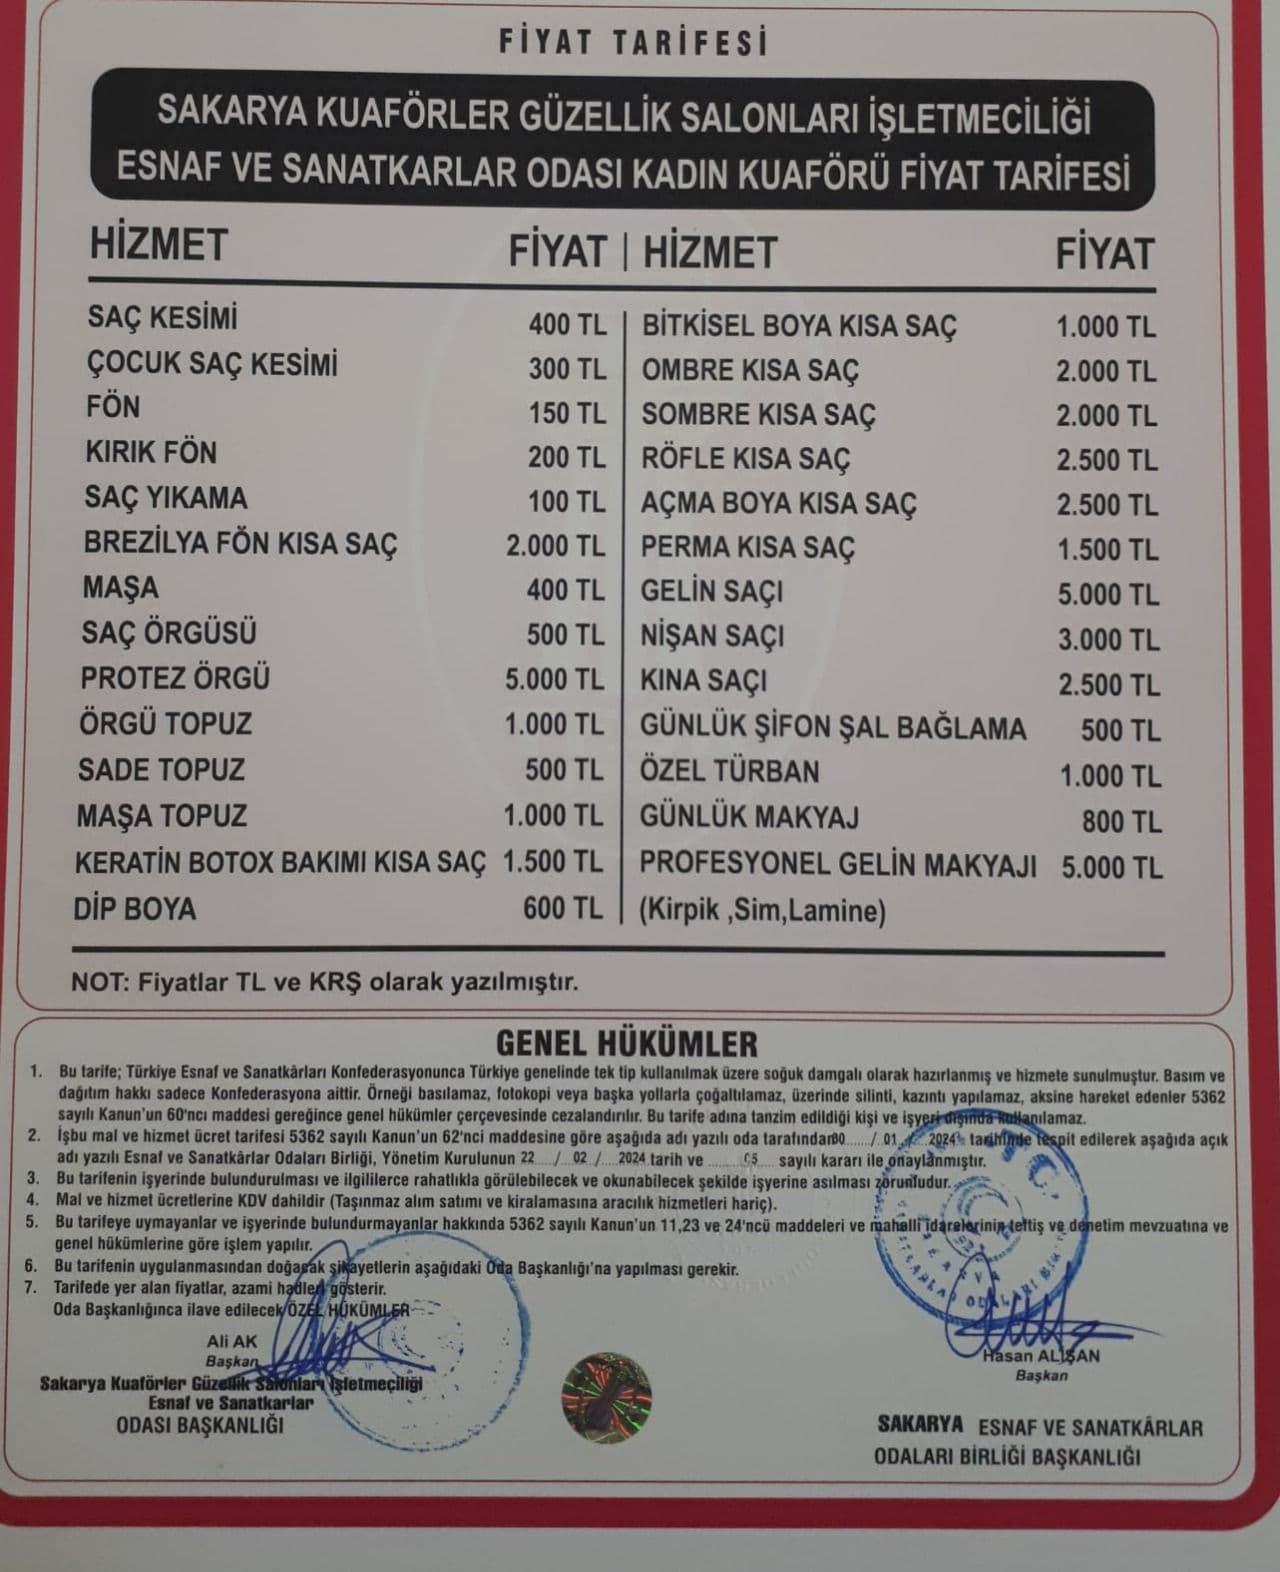 FİYAT TARİFESİ
SAKARYA KUAFÖRLER GÜZELLİK SALONLARI İŞLETMECİLİĞİ
ESNAF VE SANATKARLAR ODASI KADIN KUAFÖRÜ FİYAT TARİFESİ
HİZMET FİYAT | HİZMET FİYAT
SAÇ KESİMİ 400 TL | BİTKİSEL BOYA KISA SAÇ 1.000 TL
ÇOCUK SAÇ KESİMİ 300 TL | OMBRE KISA SAÇ 2.000 TL
FÖN 150 TL | SOMBRE KISA SAÇ 2.000 TL
KIRIK FÖN 200 TL | RÖFLE KISA SAÇ 2.500 TL
SAÇ YIKAMA 100 TL | AÇMA BOYA KISA SAÇ 2.500 TL
BREZİLYA FÖN KISA SAÇ 2.000 TL | PERMA KISA SAÇ 1.500 TL
MAŞA 400 TL | GELİN SAÇI 5.000 TL
SAÇ ÖRGÜSÜ 500 TL | NİŞAN SAÇI 3.000 TL
PROTEZ ÖRGÜ 5.000 TL | KINA SAÇI 2.500 TL
ÖRGÜ TOPUZ 1.000 TL | GÜNLÜK ŞİFON ŞAL BAĞLAMA 500 TL
SADE TOPUZ 500 TL | ÖZEL TÜRBAN 1.000 TL
MAŞA TOPUZ 1.000 TL | GÜNLÜK MAKYAJ 800 TL
KERATİN BOTOX BAKIMI KISA SAÇ 1.500 TL | PROFESYONEL GELİN MAKYAJI 5.000 TL
DİP BOYA 600 TL | (Kirpik ,Sim,Lamine)
NOT: Fiyatlar TL ve KRŞ olarak yazılmıştır.
GENEL HÜKÜMLER
1. Bu tarife; Türkiye Esnaf ve Sanatkârları Konfederasyonunca Türkiye genelinde tek tip kullanılmak üzere soğuk damgalı olarak hazırlanmış ve hizmete sunulmuştur. Basım ve
dağıtım hakkı sadece Konfederasyona aittir. Örneği basılamaz, fotokopi veya başka yollarla çoğaltılamaz, üzerinde silinti, kazıntı yapılamaz, aksine hareket edenler 5362
sayılı Kanun'un 60'ncı maddesi gereğince genel hükümler çerçevesinde cezalandırılır. Bu tarife adına tanzim edildiği kişi ve işyeri dışında kullanılamaz.
2. İşbu mal ve hizmet ücret tarifesi 5362 sayılı Kanun'un 62'nci maddesine göre aşağıda adı yazılı oda tarafından 30 / 01 / 2024 tarihinde tespit edilerek aşağıda açık
adı yazılı Esnaf ve Sanatkârlar Odaları Birliği, Yönetim Kurulunun 22 / 02 / 2024 tarih ve sayılı kararı ile onaylanmıştır.
3. Bu tarifenin işyerinde bulundurulması ve ilgililerce rahatlıkla görülebilecek ve okunabilecek şekilde işyerine asılması zorunludur.
4. Mal ve hizmet ücretlerine KDV dahildir (Taşınmaz alım satımı ve kiralamasına aracılık hizmetleri hariç).
5. Bu tarifeye uymayanlar ve işyerinde bulundurmayanlar hakkında 5362 sayılı Kanun'un 11,23 ve 24'ncü maddeleri ve mahalli idarelerinin teftiş ve denetim mevzuatına ve
genel hükümlerine göre işlem yapılır.
6. Bu tarifenin uygulanmasından doğacak şikayetlerin aşağıdaki Oda Başkanlığı'na yapılması gerekir.
7. Tarifede yer alan fiyatlar, azami hadleri gösterir.
Oda Başkanlığınca ilave edilecek ÖZEL HÜKÜMLER
Ali AK
Başkan
Sakarya Kuaförler Güzellik Salonları İşletmeciliği
Esnaf ve Sanatkarlar
ODASI BAŞKANLIĞI
Hasan ALİŞAN
Başkan
SAKARYA ESNAF VE SANATKÂRLAR
ODALARI BİRLİĞİ BAŞKANLIĞI